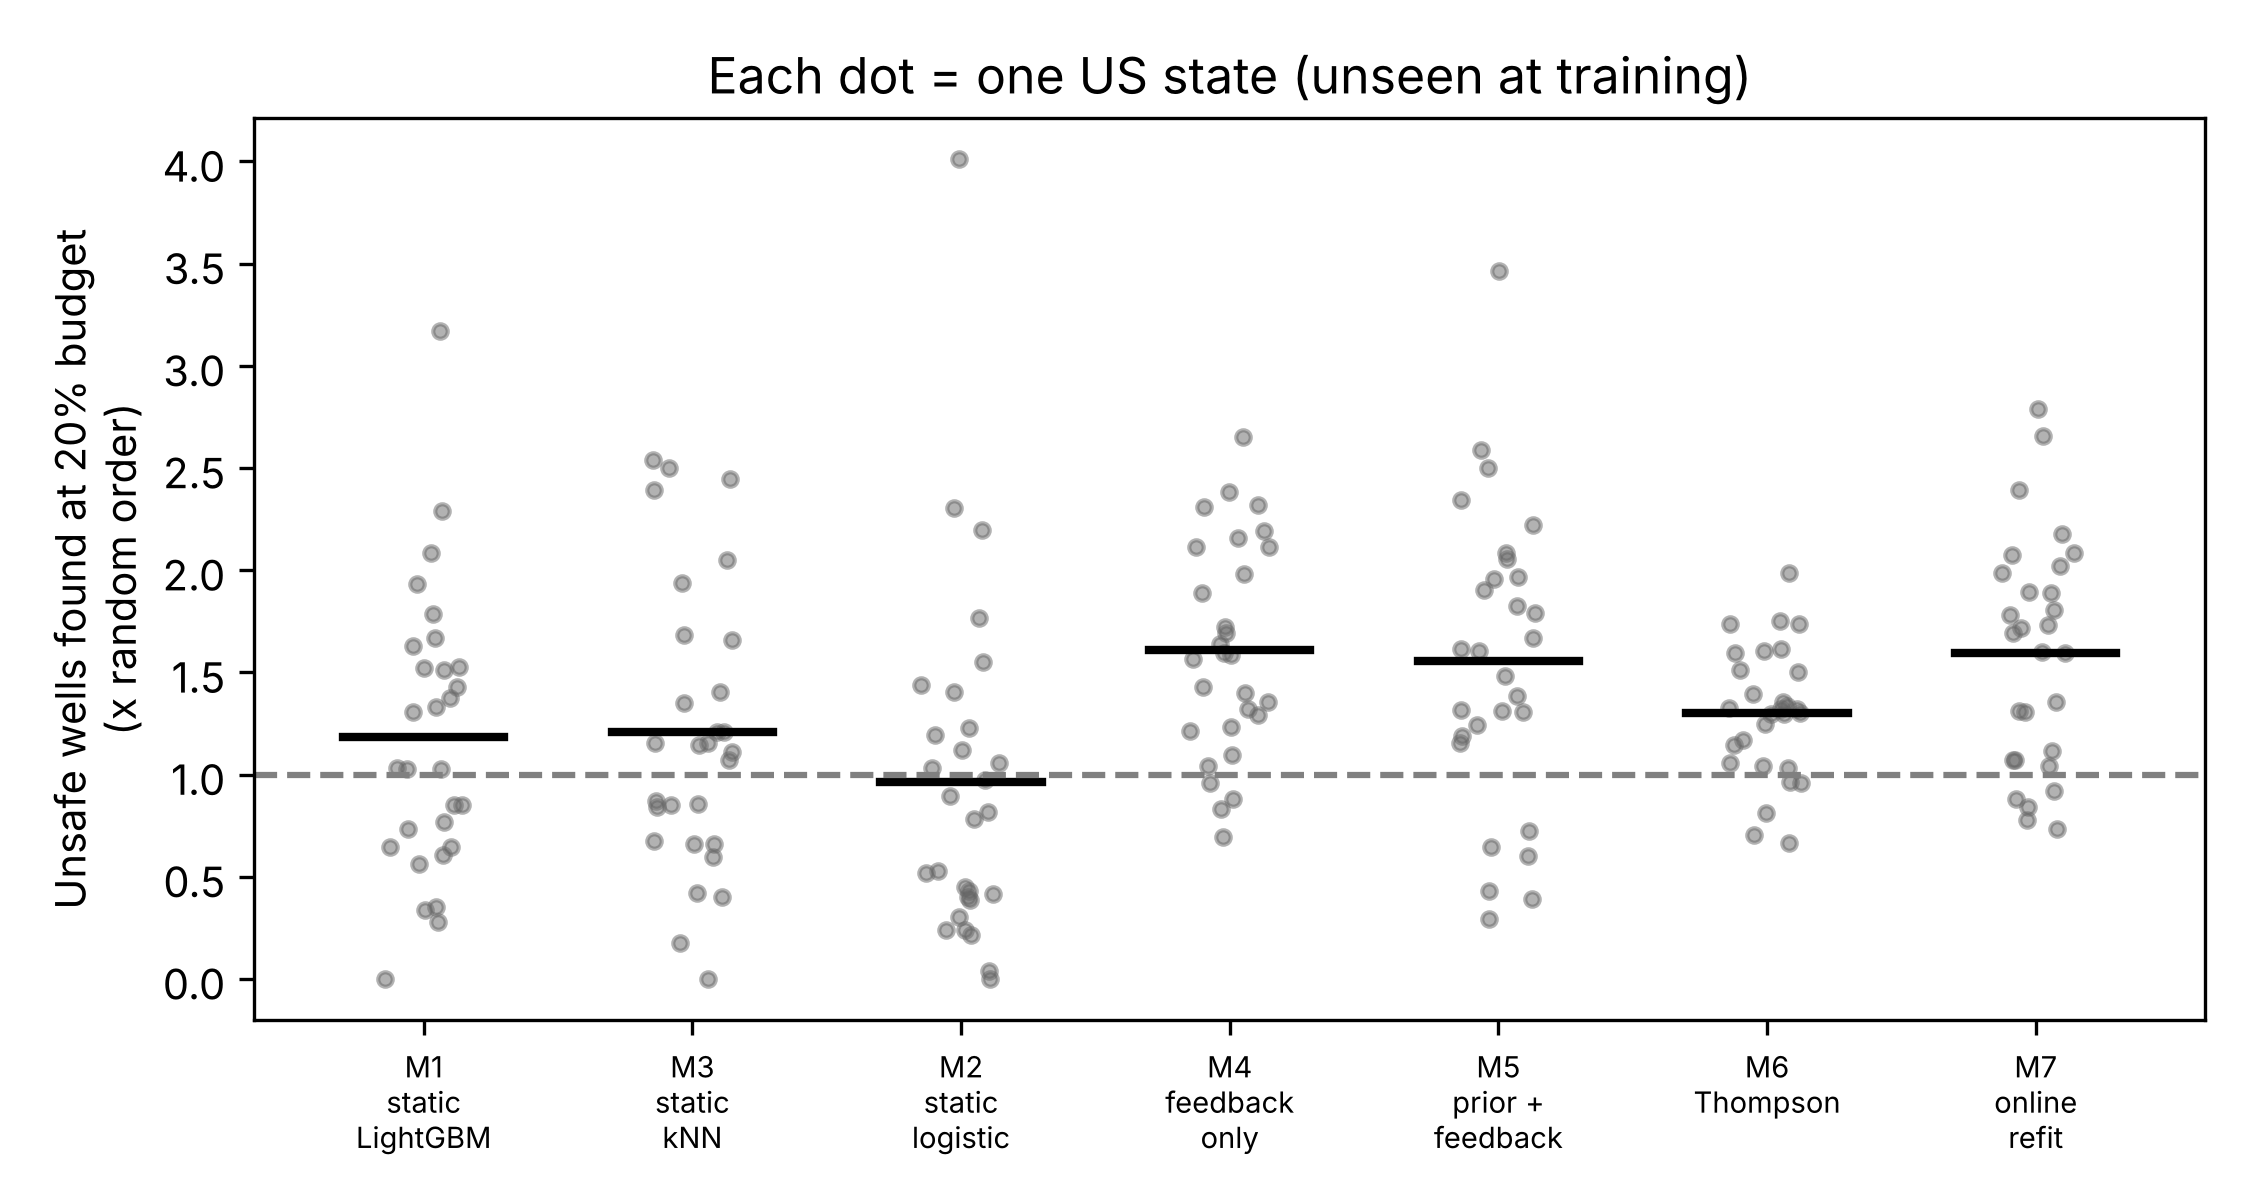 Each dot = one US state (unseen at training)
Unsafe wells found at 20% budget
(x random order)
4.0
3.5
3.0
2.5
2.0
1.5
1.0
0.5
0.0
M1
static
LightGBM
M3
static
kNN
M2
static
logistic
M4
feedback
only
M5
prior +
feedback
M6
Thompson
M7
online
refit